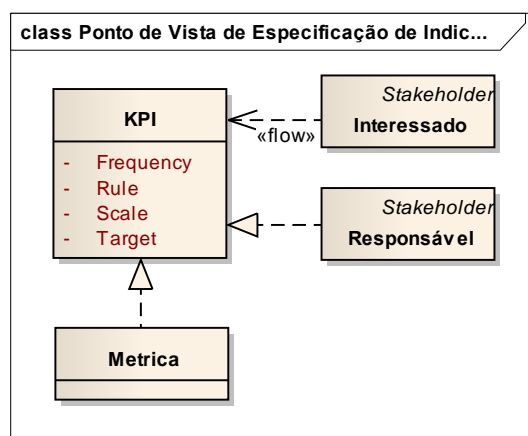 class Ponto de Vista de Especificação de Indic...
KPI
- Frequency
- Rule
- Scale
- Target
«flow»
Stakeholder
Interessado
Stakeholder
Responsável
Metrica